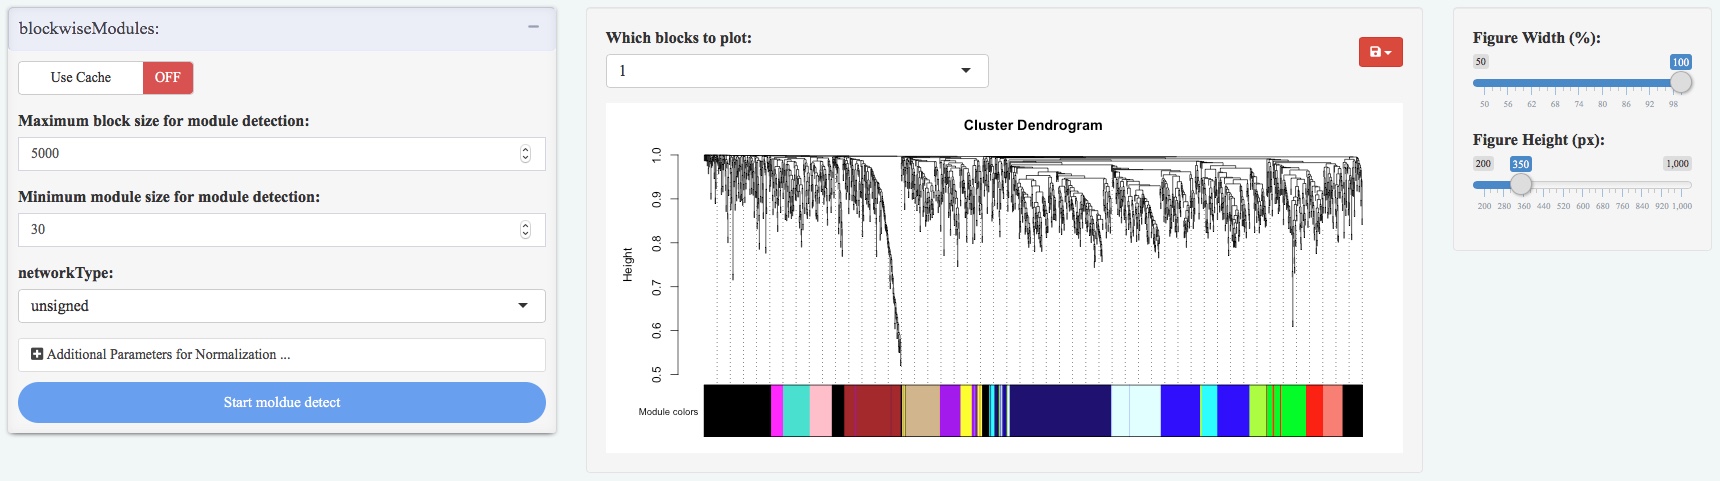 blockwiseModules:
Use Cache OFF
Maximum block size for module detection:
5000
Minimum module size for module detection:
30
networkType:
unsigned
Additional Parameters for Normalization ...
Start moldue detect
Which blocks to plot:
1
Cluster Dendrogram
Height
1.0
0.9
0.8
0.7
0.6
0.5
Module colors
Figure Width (%):
50 100
50 56 62 68 74 80 86 92 98
Figure Height (px):
200 350 1,000
200 280 360 440 520 600 680 760 840 920 1,000